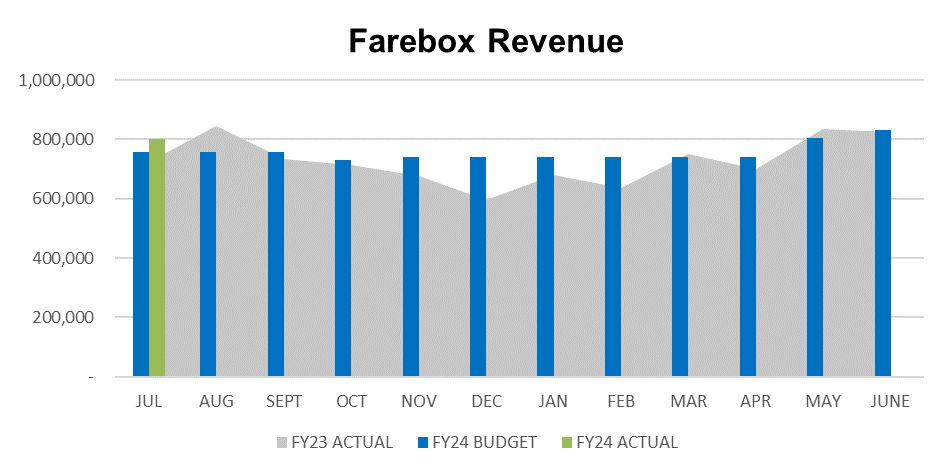 Farebox Revenue
1,000,000
800,000
600,000
400,000
200,000
-
JUL AUG SEPT OCT NOV DEC JAN FEB MAR APR MAY JUNE
FY23 ACTUAL FY24 BUDGET FY24 ACTUAL